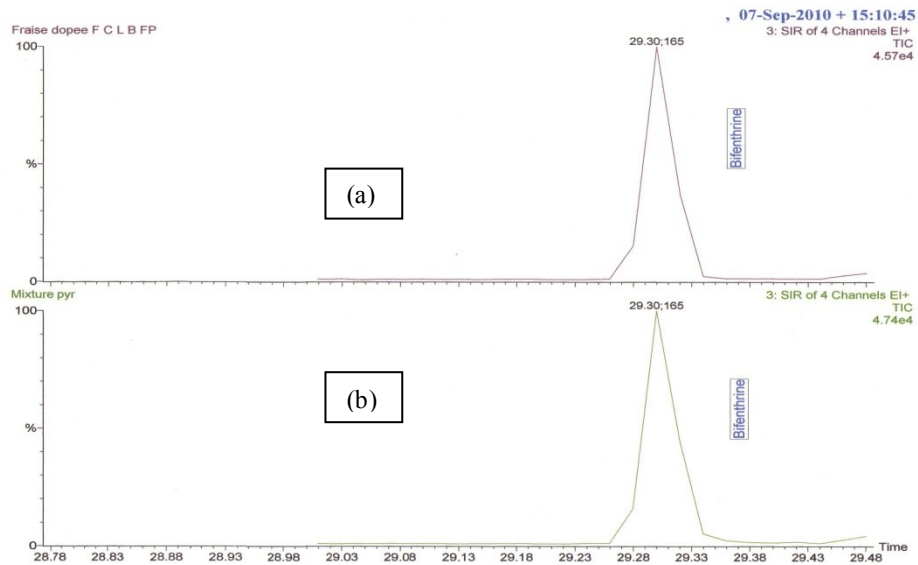 , 07-Sep-2010 + 15:10:45
Fraise dopee F C L B FP
3: SIR of 4 Channels EI+
TIC
4.57e4
100
29.30;165
%
Bifenthrine
(a)
0
Mixture pyr
3: SIR of 4 Channels EI+
TIC
4.74e4
100
29.30;165
%
Bifenthrine
(b)
0
28.78 28.83 28.88 28.93 28.98 29.03 29.08 29.13 29.18 29.23 29.28 29.33 29.38 29.43 29.48 Time